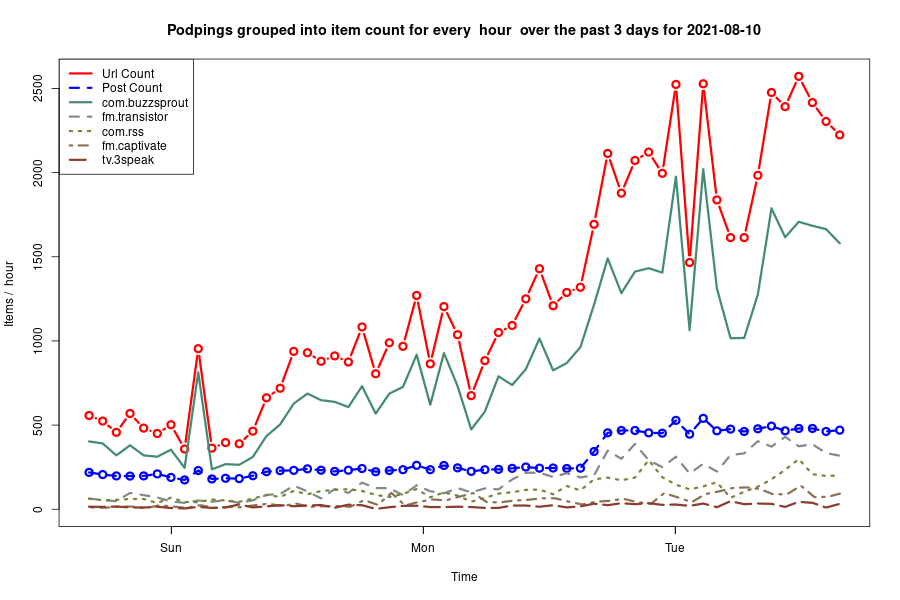 Podpings grouped into item count for every  hour  over the past 3 days for 2021-08-10
Url Count
Post Count
com.buzzsprout
fm.transistor
com.rss
fm.captivate
tv.3speak
2500
2000
1500
1000
500
0
Items /  hour
Sun
Mon
Tue
Time